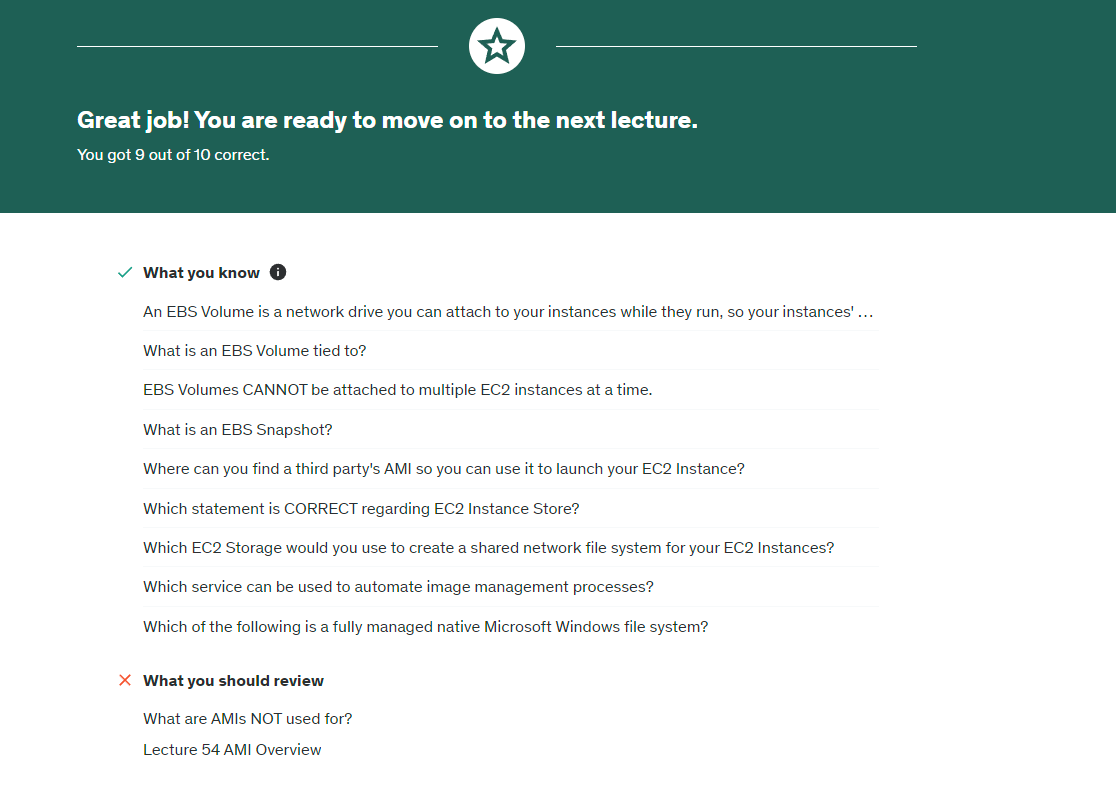 Great job! You are ready to move on to the next lecture.
You got 9 out of 10 correct.
What you know
An EBS Volume is a network drive you can attach to your instances while they run, so your instances' ...
What is an EBS Volume tied to?
EBS Volumes CANNOT be attached to multiple EC2 instances at a time.
What is an EBS Snapshot?
Where can you find a third party's AMI so you can use it to launch your EC2 Instance?
Which statement is CORRECT regarding EC2 Instance Store?
Which EC2 Storage would you use to create a shared network file system for your EC2 Instances?
Which service can be used to automate image management processes?
Which of the following is a fully managed native Microsoft Windows file system?
What you should review
What are AMIs NOT used for?
Lecture 54 AMI Overview